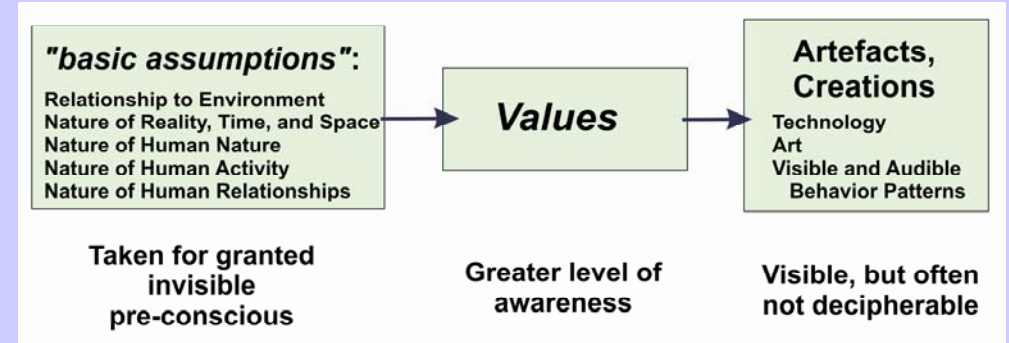 "basic assumptions":
Relationship to Environment
Nature of Reality, Time, and Space
Nature of Human Nature
Nature of Human Activity
Nature of Human Relationships
Taken for granted
invisible
pre-conscious
Values
Greater level of
awareness
Artefacts,
Creations
Technology
Art
Visible and Audible
Behavior Patterns
Visible, but often
not decipherable